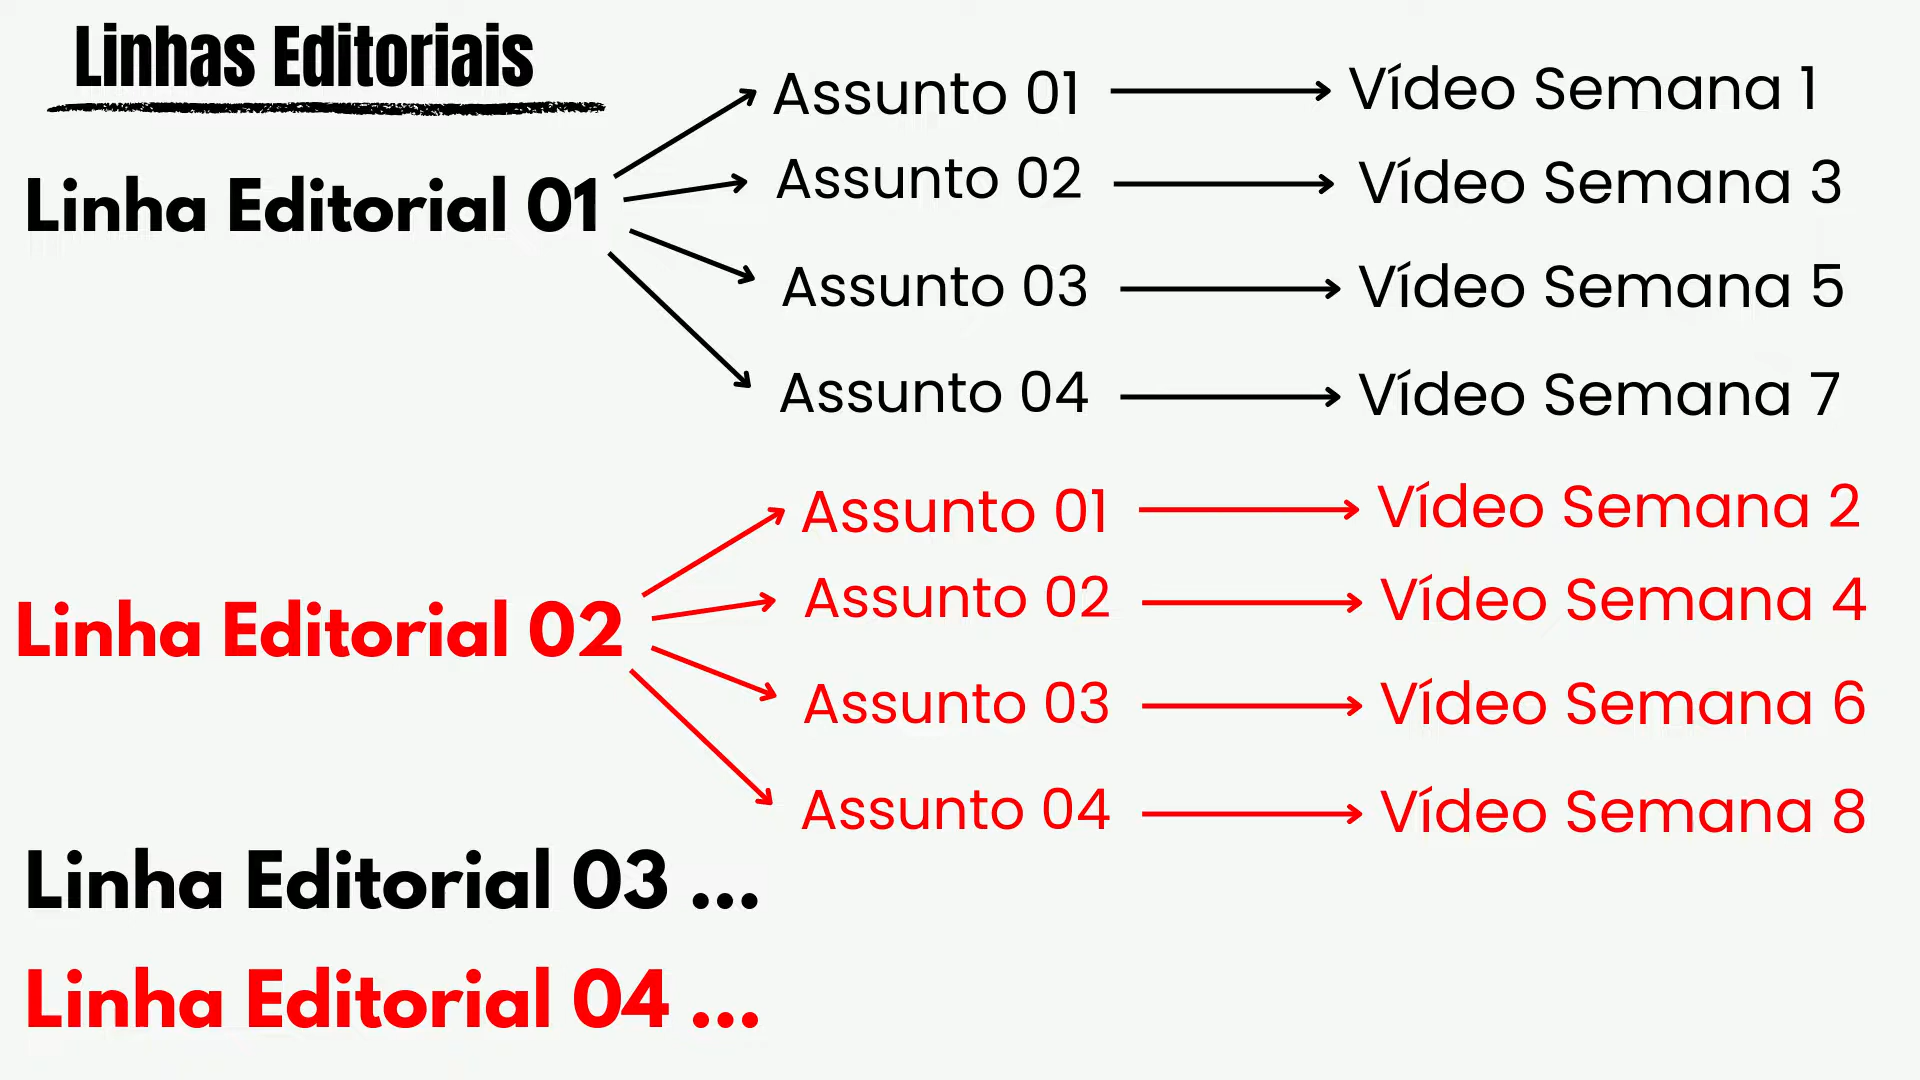 Linhas Editoriais
Linha Editorial 01
Assunto 01
Vídeo Semana 1
Assunto 02
Vídeo Semana 3
Assunto 03
Vídeo Semana 5
Assunto 04
Vídeo Semana 7
Linha Editorial 02
Assunto 01
Vídeo Semana 2
Assunto 02
Vídeo Semana 4
Assunto 03
Vídeo Semana 6
Assunto 04
Vídeo Semana 8
Linha Editorial 03 ...
Linha Editorial 04 ...